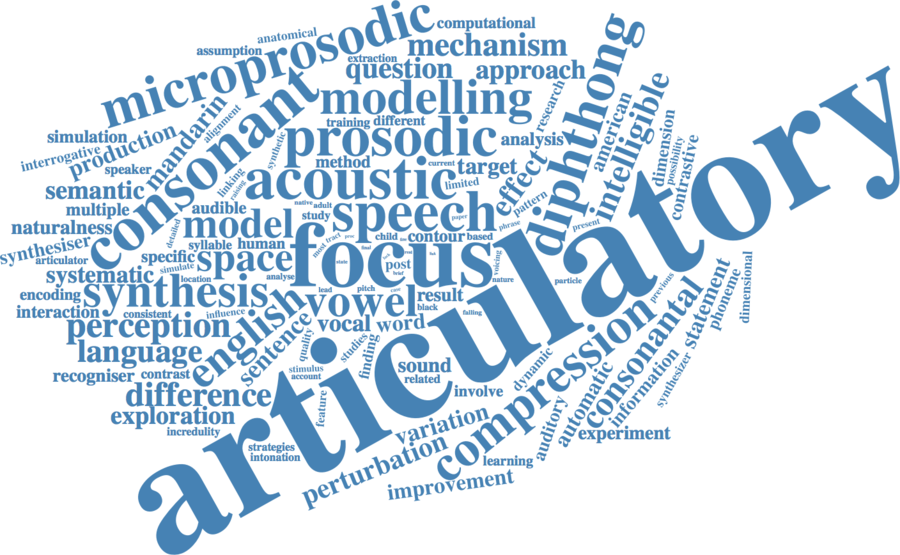 computational
anatomical
assumption
microprosodic
mechanism
extraction
question
approach
diphthong
modelling
research
american
intelligible
articulatory
consonant
mandarin
alignment
training
different
simulation
production
interrogative
prosodic
analysis
dimension
possibility
contrastive
synthetic
method
current
target
effect
speaker
linking
raising
acoustic
limited
pattern
semantic
native
adult
multiple
audible
study
speech
paper
phrase
present
naturalness
detailed
model
syllable
human
child
contour
based
synthesiser
articulator
specific
space
focus
post
brief
voicing
systematic
simulate
location
analyse
nature
particle
previous
encoding
synthesis
lead
pitch
vowel
result
black
falling
interaction
consistent
influence
english
vocal
word
perception
sentence
quality
studies
finding
language
recogniser
contrast
stimulus
account
sound
related
dynamic
compression
consonantal
statement
phoneme
dimensional
information
synthesizer
automatic
difference
involve
exploration
feature
variation
auditory
experiment
incredulity
strategies
intonation
perturbation
learning
improvement